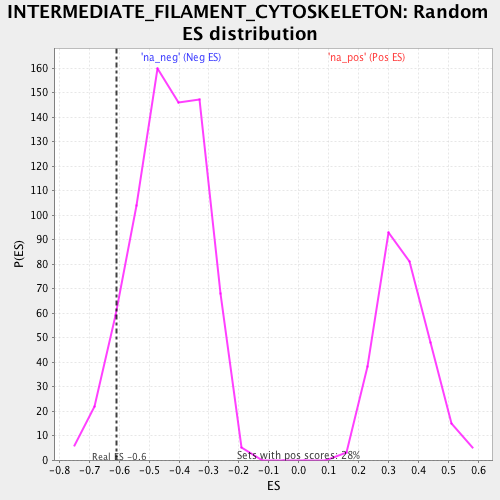 INTERMEDIATE_FILAMENT_CYTOSKELETON: Random
ES distribution
'na_neg' (Neg ES)
'na_pos' (Pos ES)
160
150
140
130
120
110
100
90
80
70
60
50
40
30
20
10
0
P(ES)
Real ES -0.6
Sets with pos scores: 28%
-0.8 -0.7 -0.6 -0.5 -0.4 -0.3 -0.2 -0.1 0.0 0.1 0.2 0.3 0.4 0.5 0.6
ES